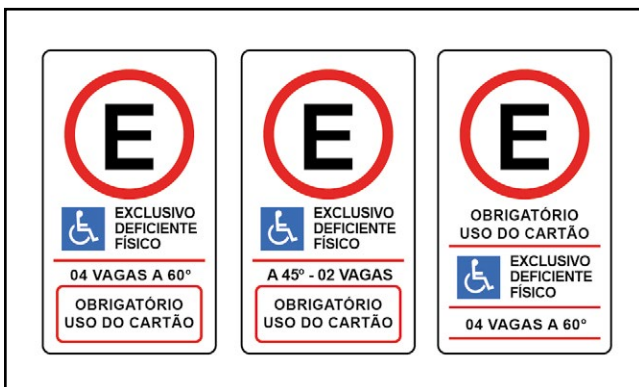 E
EXCLUSIVO
DEFICIENTE
FÍSICO
04 VAGAS A 60°
OBRIGATÓRIO
USO DO CARTÃO
E
EXCLUSIVO
DEFICIENTE
FÍSICO
A 45º - 02 VAGAS
OBRIGATÓRIO
USO DO CARTÃO
E
OBRIGATÓRIO
USO DO CARTÃO
EXCLUSIVO
DEFICIENTE
FÍSICO
04 VAGAS A 60°